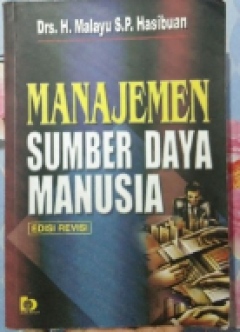 Drs. H. Malayu S.P. Hasibuan
MANAJEMEN
SUMBER DAYA
MANUSIA
EDISI REVISI